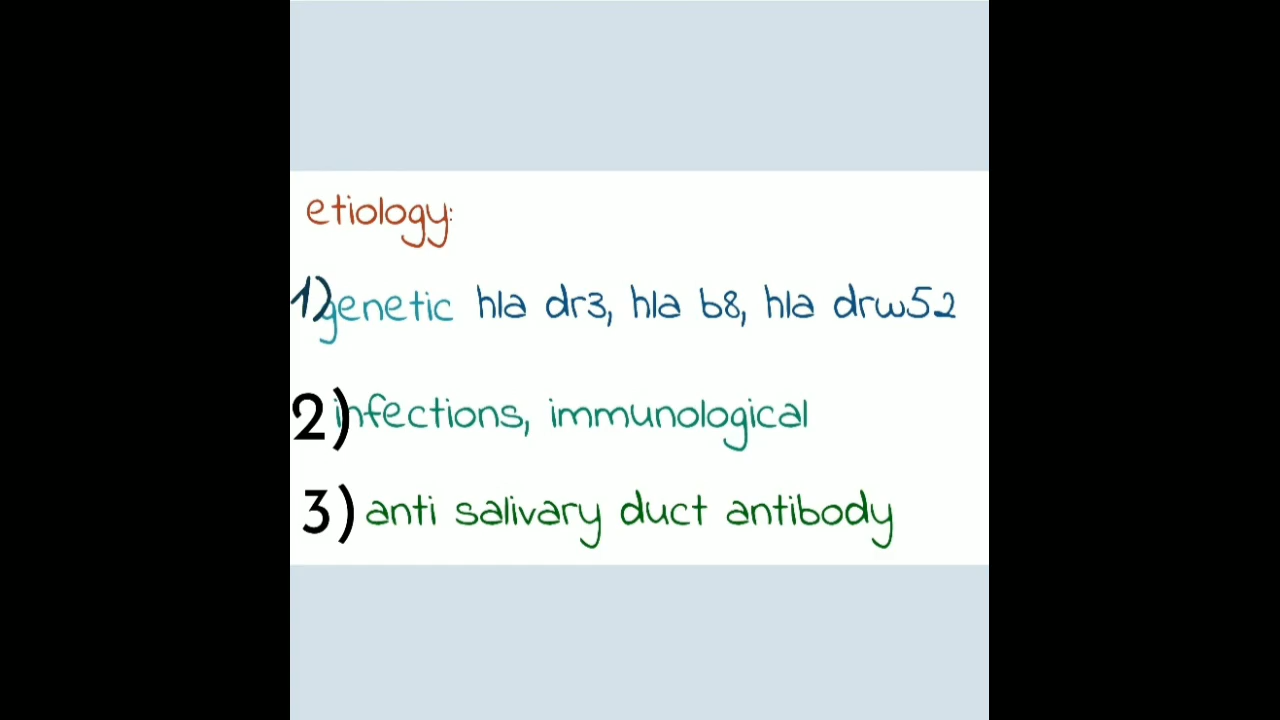 etiology:
1)genetic hla dr3, hla b8, hla drw52
2)infections, immunological
3) anti salivary duct antibody